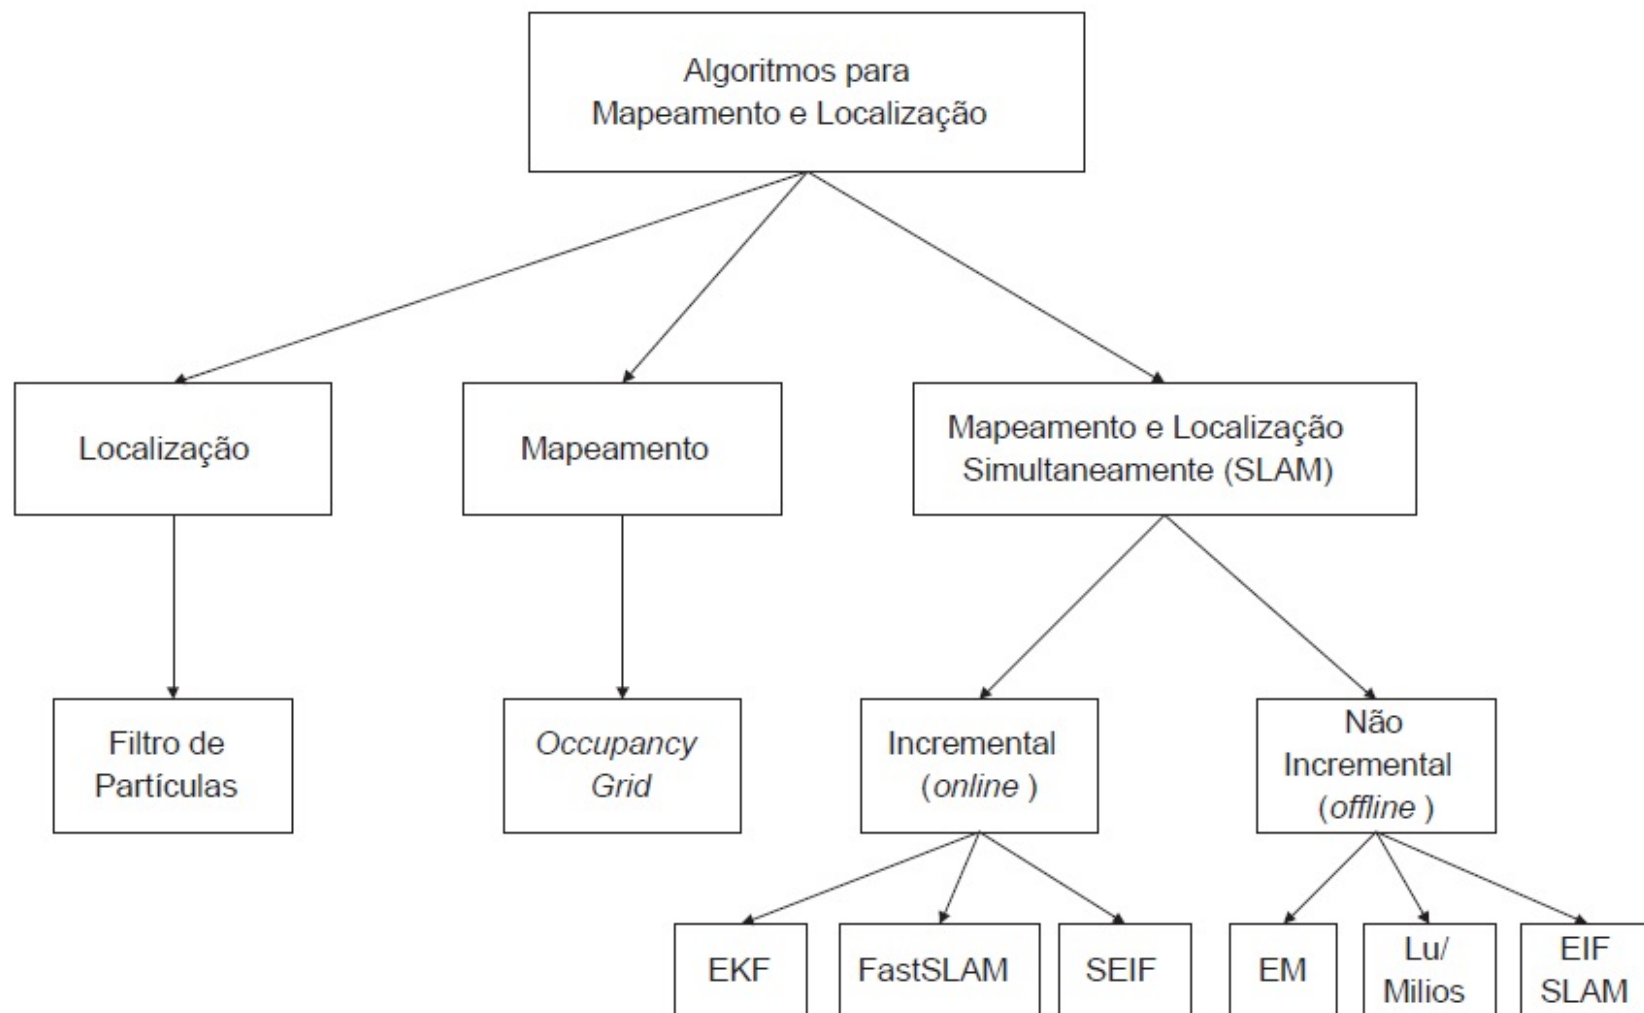 Algoritmos para
Mapeamento e Localização
Localização
Mapeamento
Mapeamento e Localização
Simultaneamente (SLAM)
Filtro de
Partículas
Occupancy
Grid
Incremental
(online )
Não
Incremental
(offline )
EKF
FastSLAM
SEIF
EM
Lu/
Milios
EIF
SLAM